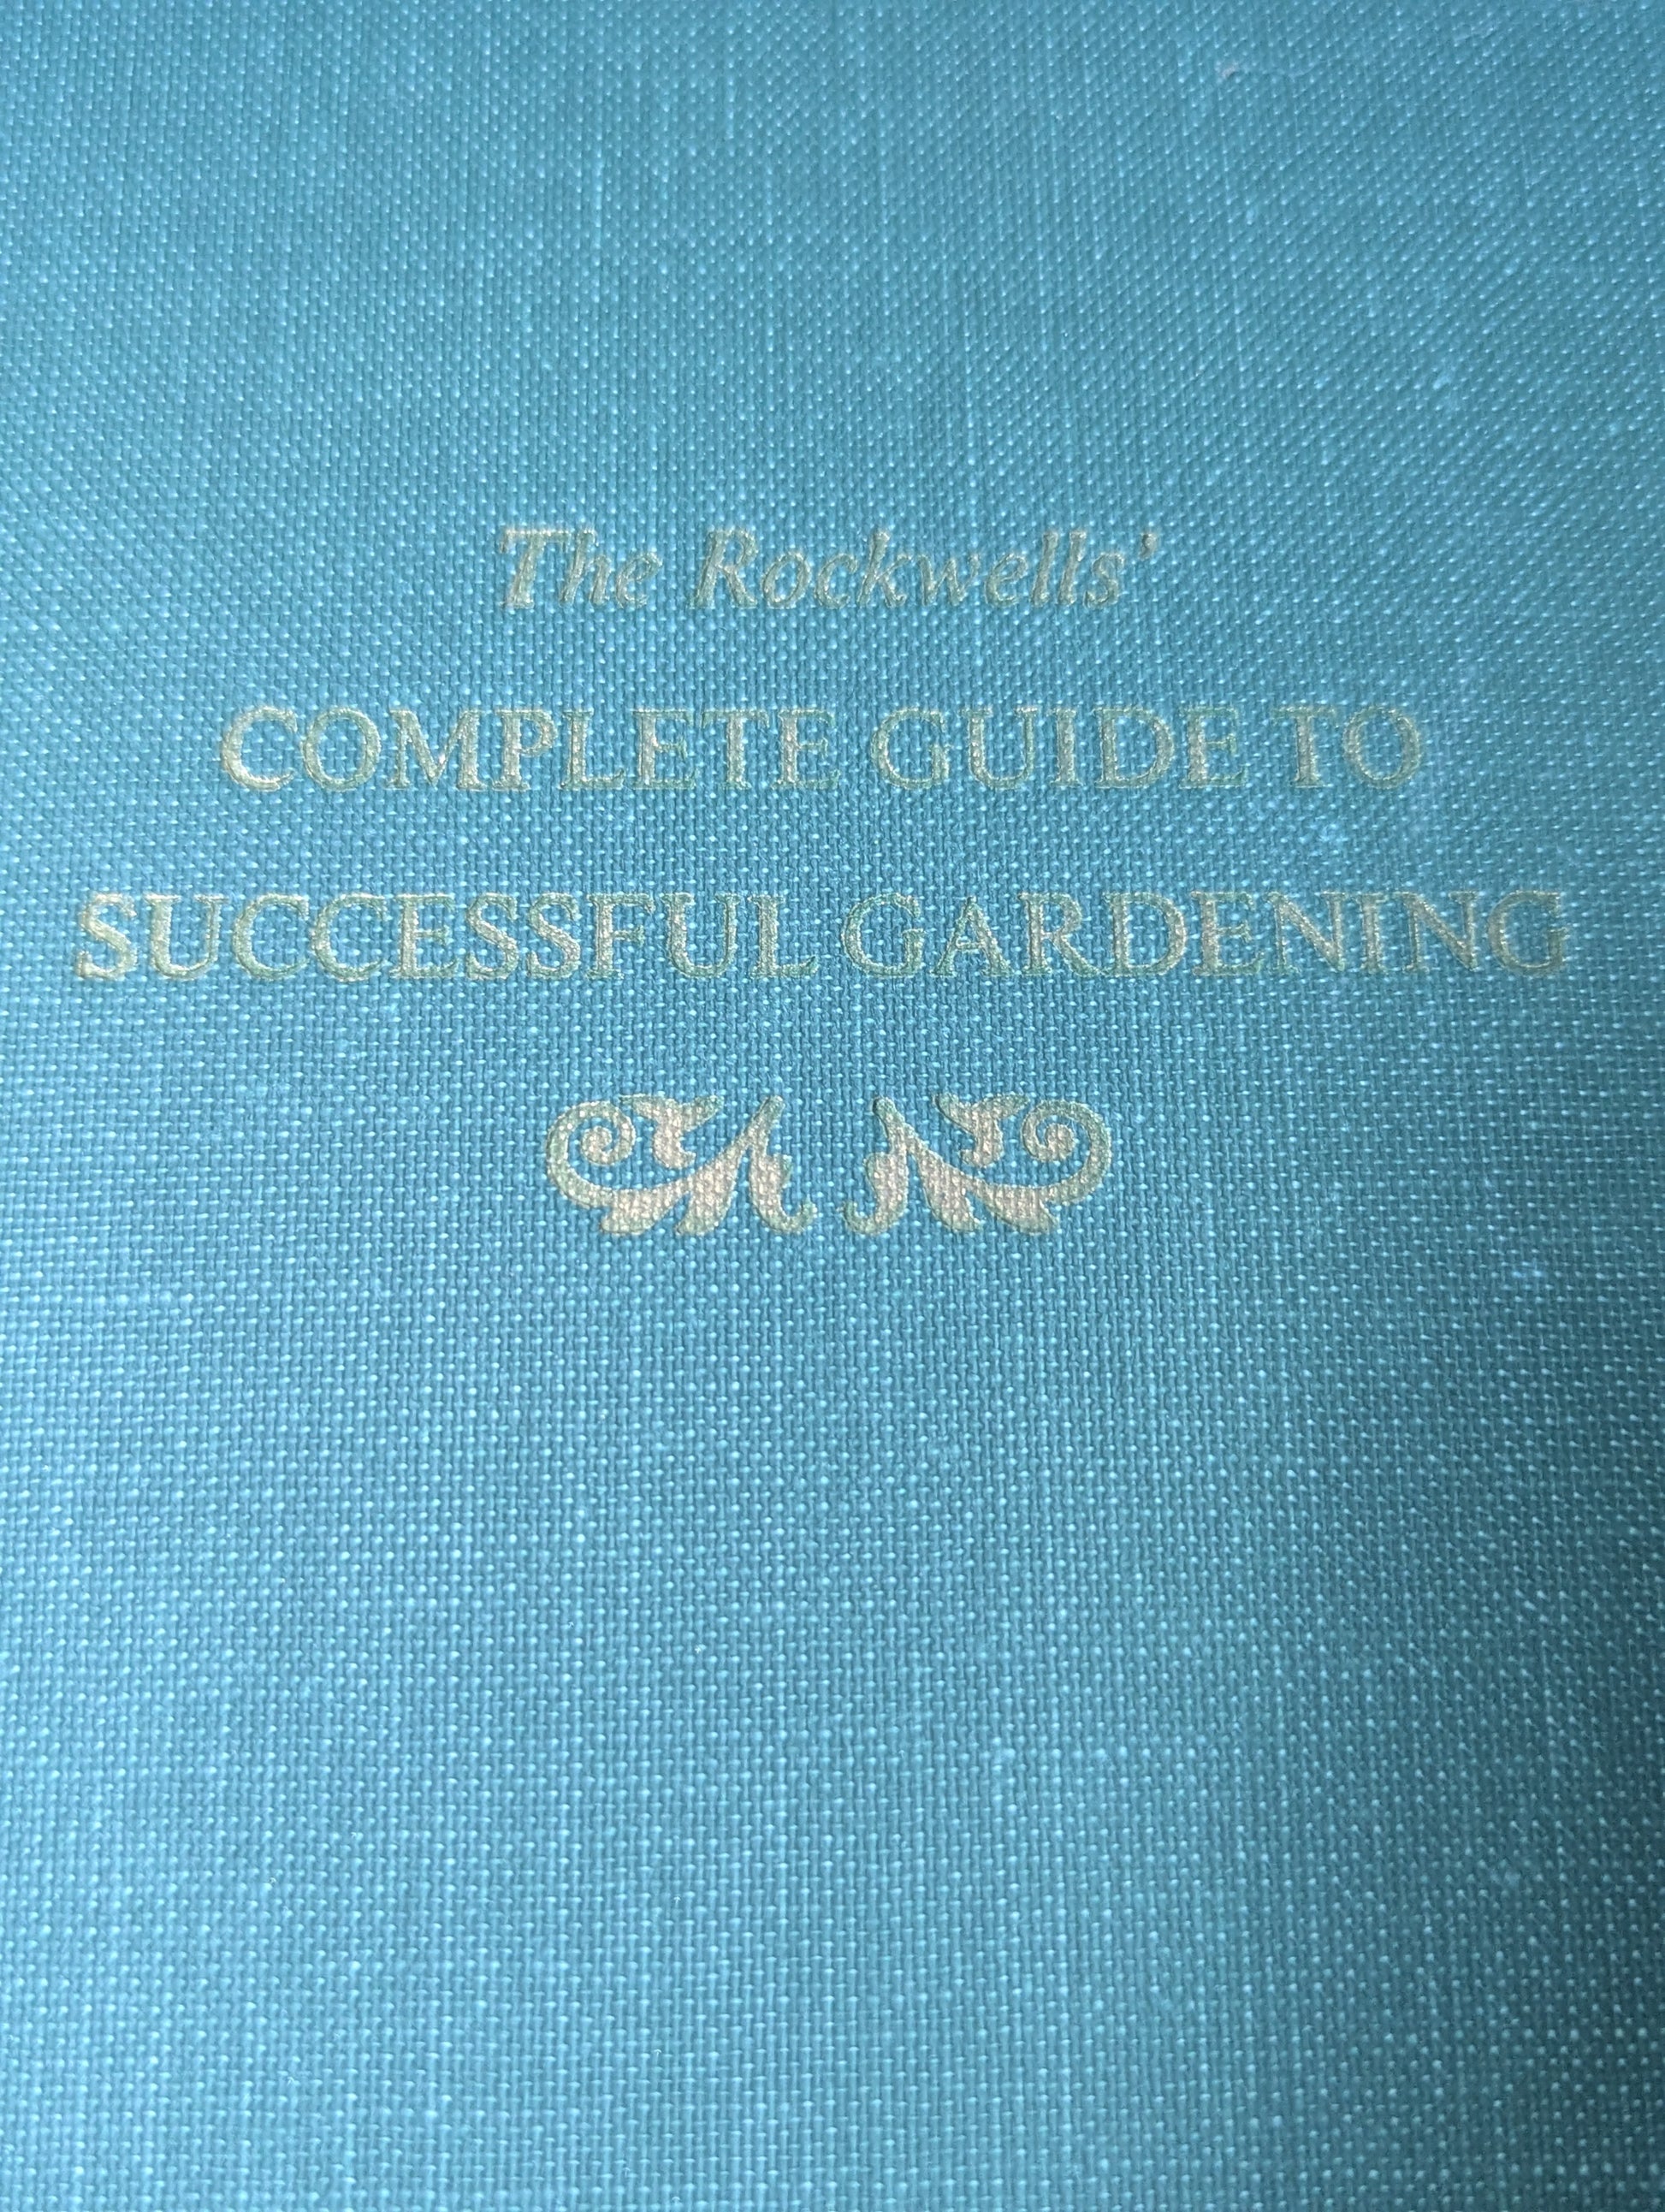 The Rockwells'
COMPLETE GUIDE TO
SUCCESSFUL GARDENING